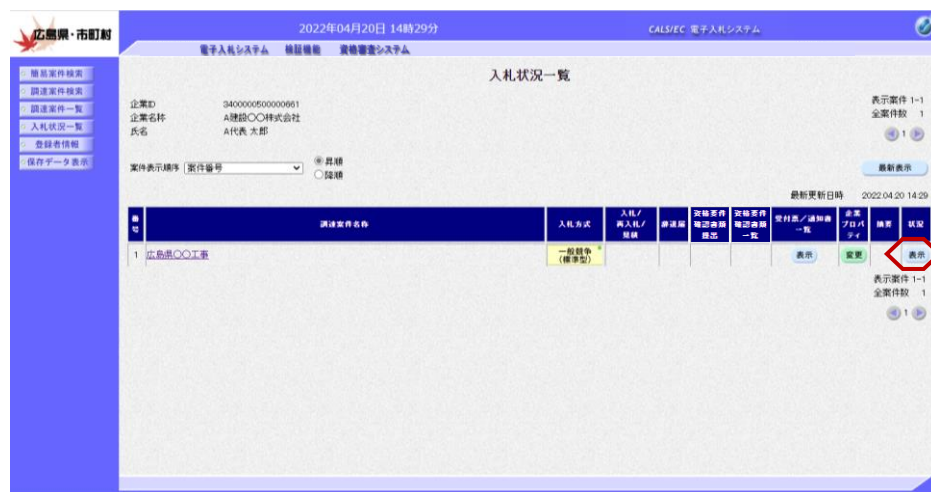 広島県・市町村
2022年04月20日 14時29分
CALS/EC 電子入札システム
電子入札システム 検証機能 資格審査システム
簡易案件検索
調達案件検索
調達案件一覧
入札状況一覧
登録者情報
保存データ表示
入札状況一覧
企業ID 3400000500000661
企業名称 A建設〇〇株式会社
氏名 A代表 太郎
表示案件 1-1
全案件数 1
1
案件表示順序 案件番号
昇順
降順
最新表示
最新更新日時 2022.04.20 14:29
番号 調達案件名称 入札方式 入札/再入札/見積 辞退届 資格要件確認書類提出 資格要件確認書類一覧 受付票/通知書一覧 企業プロパティ 摘要 状況
1 広島県〇〇工事 一般競争(標準型) 表示 変更 表示
表示案件 1-1
全案件数 1
1